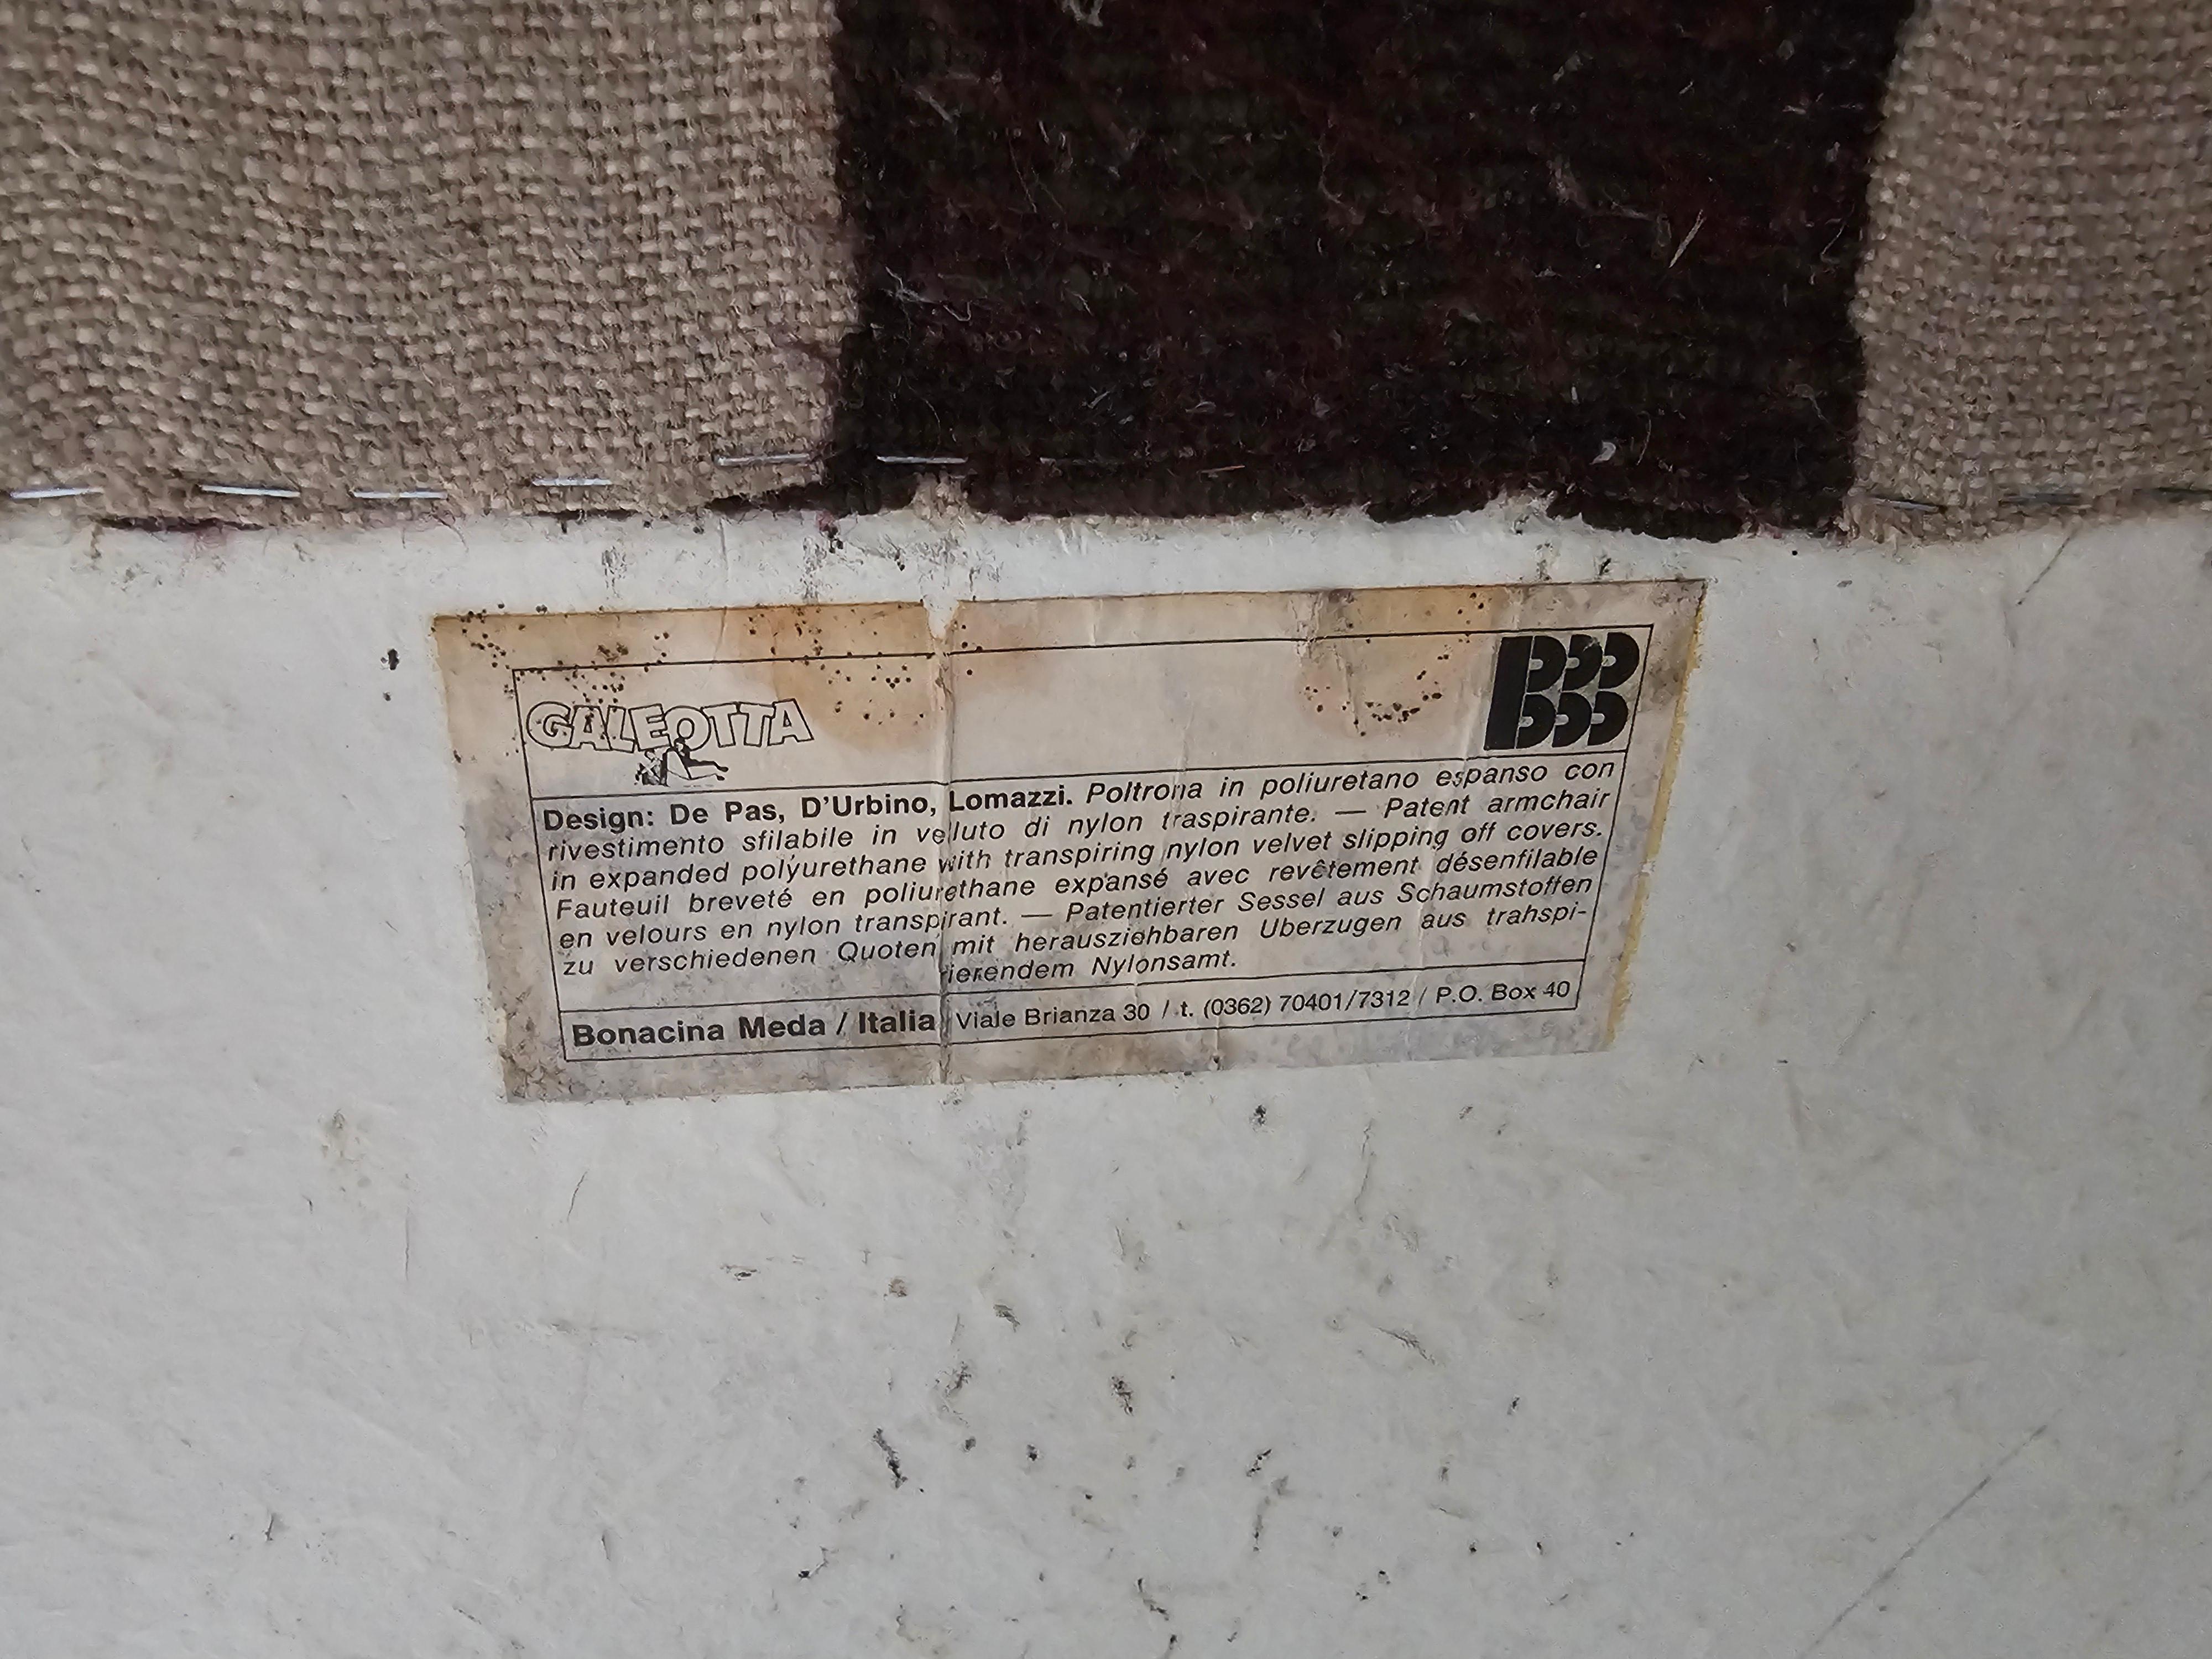 GALEOTTA
BBB
Design: De Pas, D'Urbino, Lomazzi. Poltrona in poliuretano espanso con
rivestimento sfilabile in velluto di nylon traspirante. — Patent armchair
in expanded polyurethane with transpiring nylon velvet slipping off covers.
Fauteuil breveté en poliurethane expansé avec revêtement désenfilable
en velours en nylon transpirant. — Patentierter Sessel aus Schaumstoffen
zu verschiedenen Quoten mit herausziehbaren Uberzugen aus trahspi-
rierendem Nylonsamt.
Bonacina Meda / Italia Viale Brianza 30 / t. (0362) 70401/7312 / P.O. Box 40